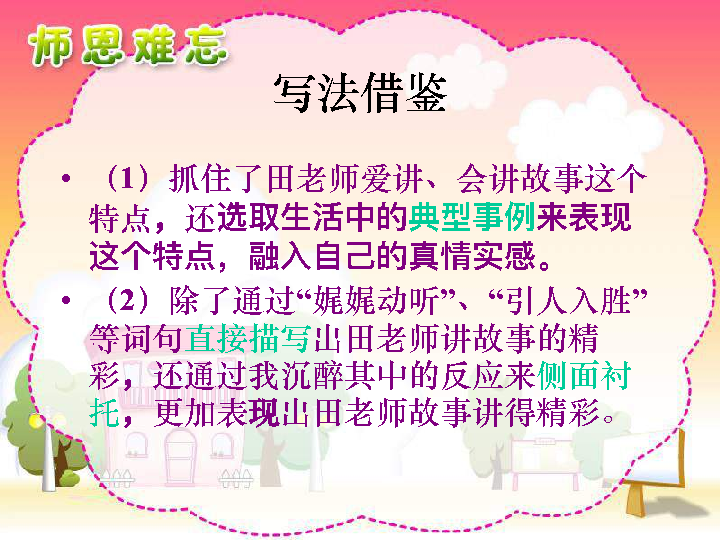 师恩难忘
写法借鉴
• （1）抓住了田老师爱讲、会讲故事这个
特点，还选取生活中的典型事例来表现
这个特点，融入自己的真情实感。
• （2）除了通过“娓娓动听”、“引人入胜”
等词句直接描写出田老师讲故事的精
彩，还通过我沉醉其中的反应来侧面衬
托，更加表现出田老师故事讲得精彩。